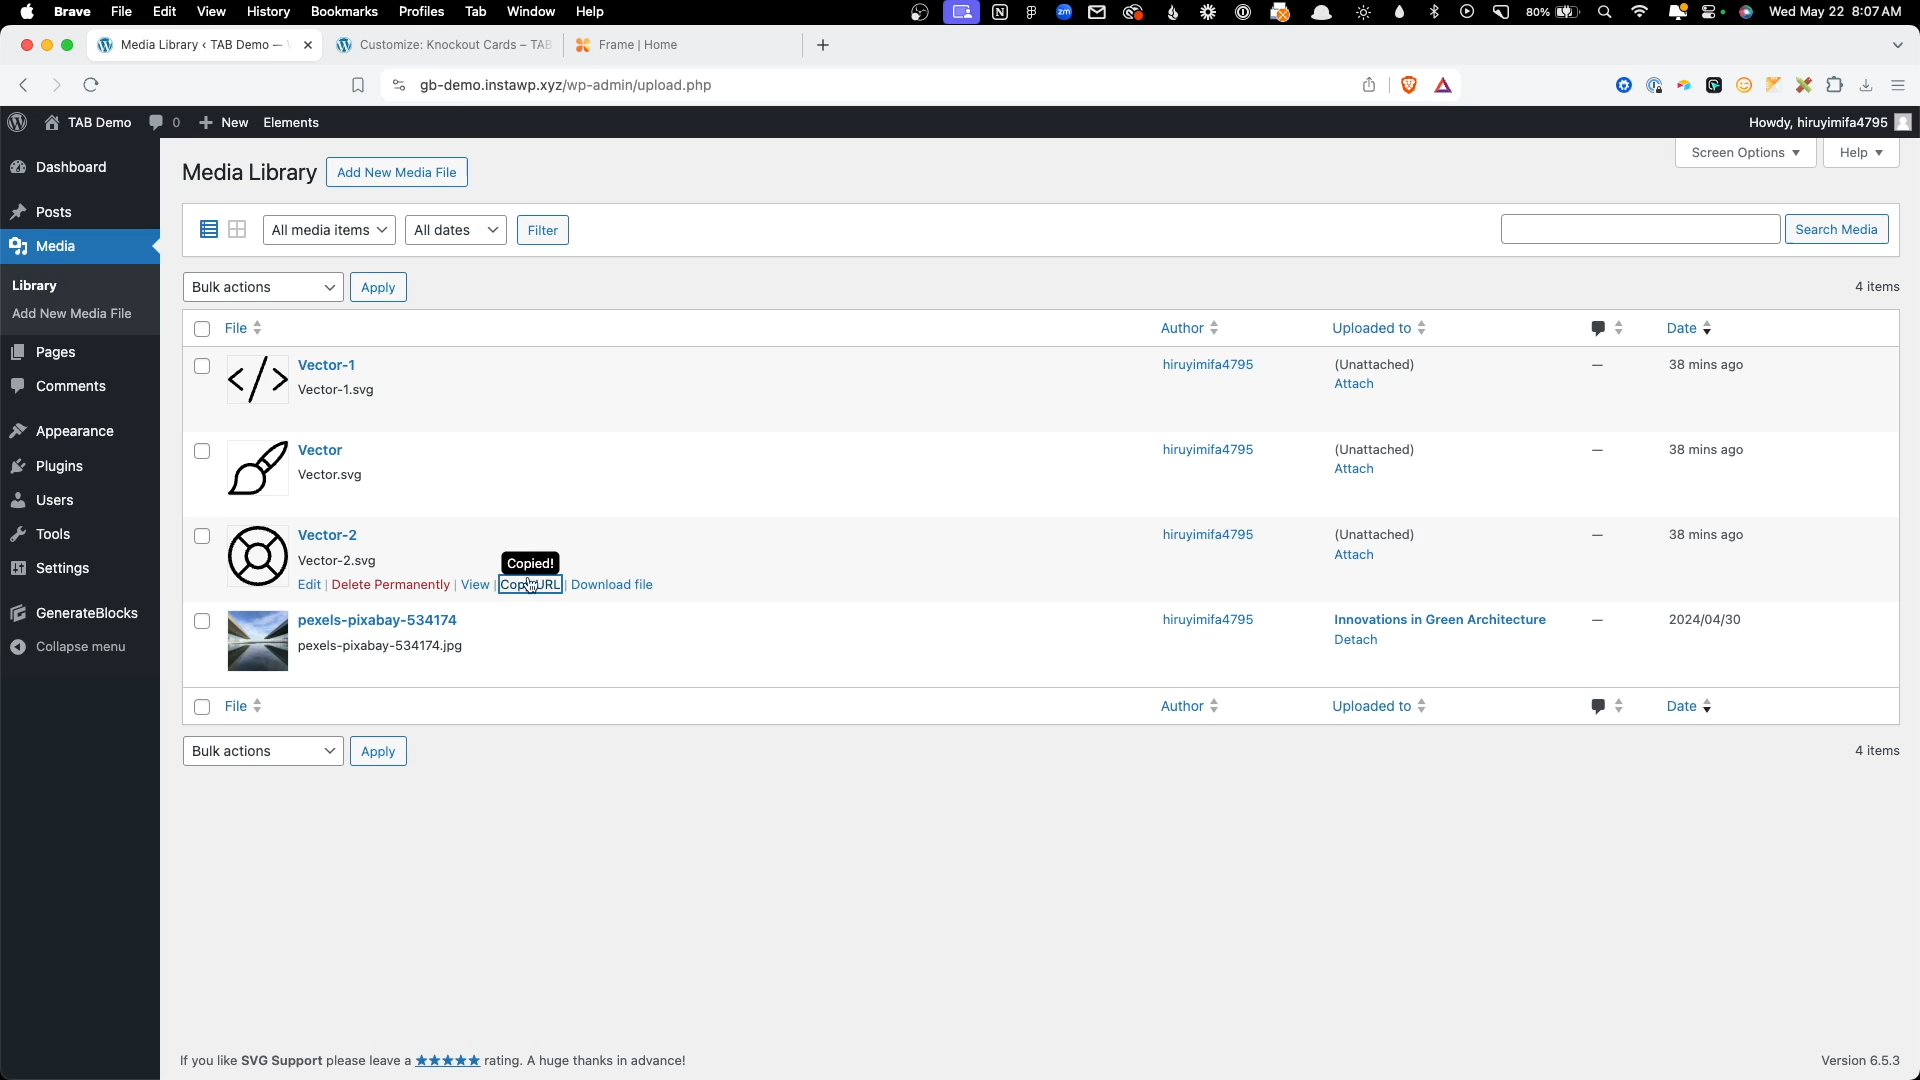 Brave File Edit View History Bookmarks Profiles Tab Window Help 80% Wed May 22 8:07 AM
Media Library ‹ TAB Demo — Customize: Knockout Cards – TAB Frame | Home
gb-demo.instawp.xyz/wp-admin/upload.php
TAB Demo 0 New Elements Howdy, hiruyimifa4795
Dashboard
Posts
Media
Library
Add New Media File
Pages
Comments
Appearance
Plugins
Users
Tools
Settings
GenerateBlocks
Collapse menu
Screen Options Help
Media Library Add New Media File
All media items All dates Filter Search Media
Bulk actions Apply 4 items
File Author Uploaded to Date
Vector-1 hiruyimifa4795 (Unattached) — 38 mins ago
Vector-1.svg Attach
Vector hiruyimifa4795 (Unattached) — 38 mins ago
Vector.svg Attach
Vector-2 hiruyimifa4795 (Unattached) — 38 mins ago
Vector-2.svg Copied! Attach
Edit | Delete Permanently | View | Copy URL | Download file
pexels-pixabay-534174 hiruyimifa4795 Innovations in Green Architecture — 2024/04/30
pexels-pixabay-534174.jpg Detach
File Author Uploaded to Date
Bulk actions Apply 4 items
If you like SVG Support please leave a ★★★★★ rating. A huge thanks in advance! Version 6.5.3